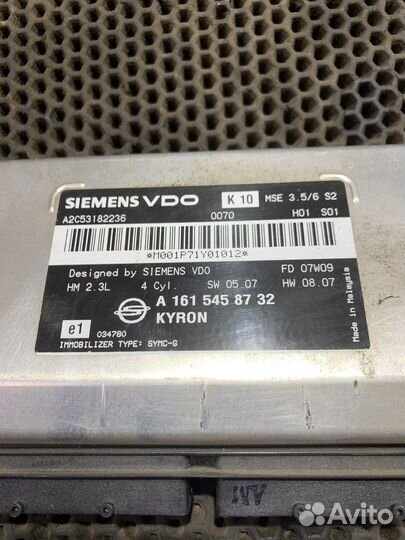 SIEMENS VDO K 10 MSE 3.5/6 S2
A2C53182236 0070 H01 S01
*M001P71Y01012*
Designed by SIEMENS VDO FD 07W09
HM 2.3L 4 Cyl. SW 05.07 HW 08.07
A 161 545 87 32
KYRON
e1 034780
IMMOBILIZER TYPE: SYMC-G
Made in Malaysia
Avito